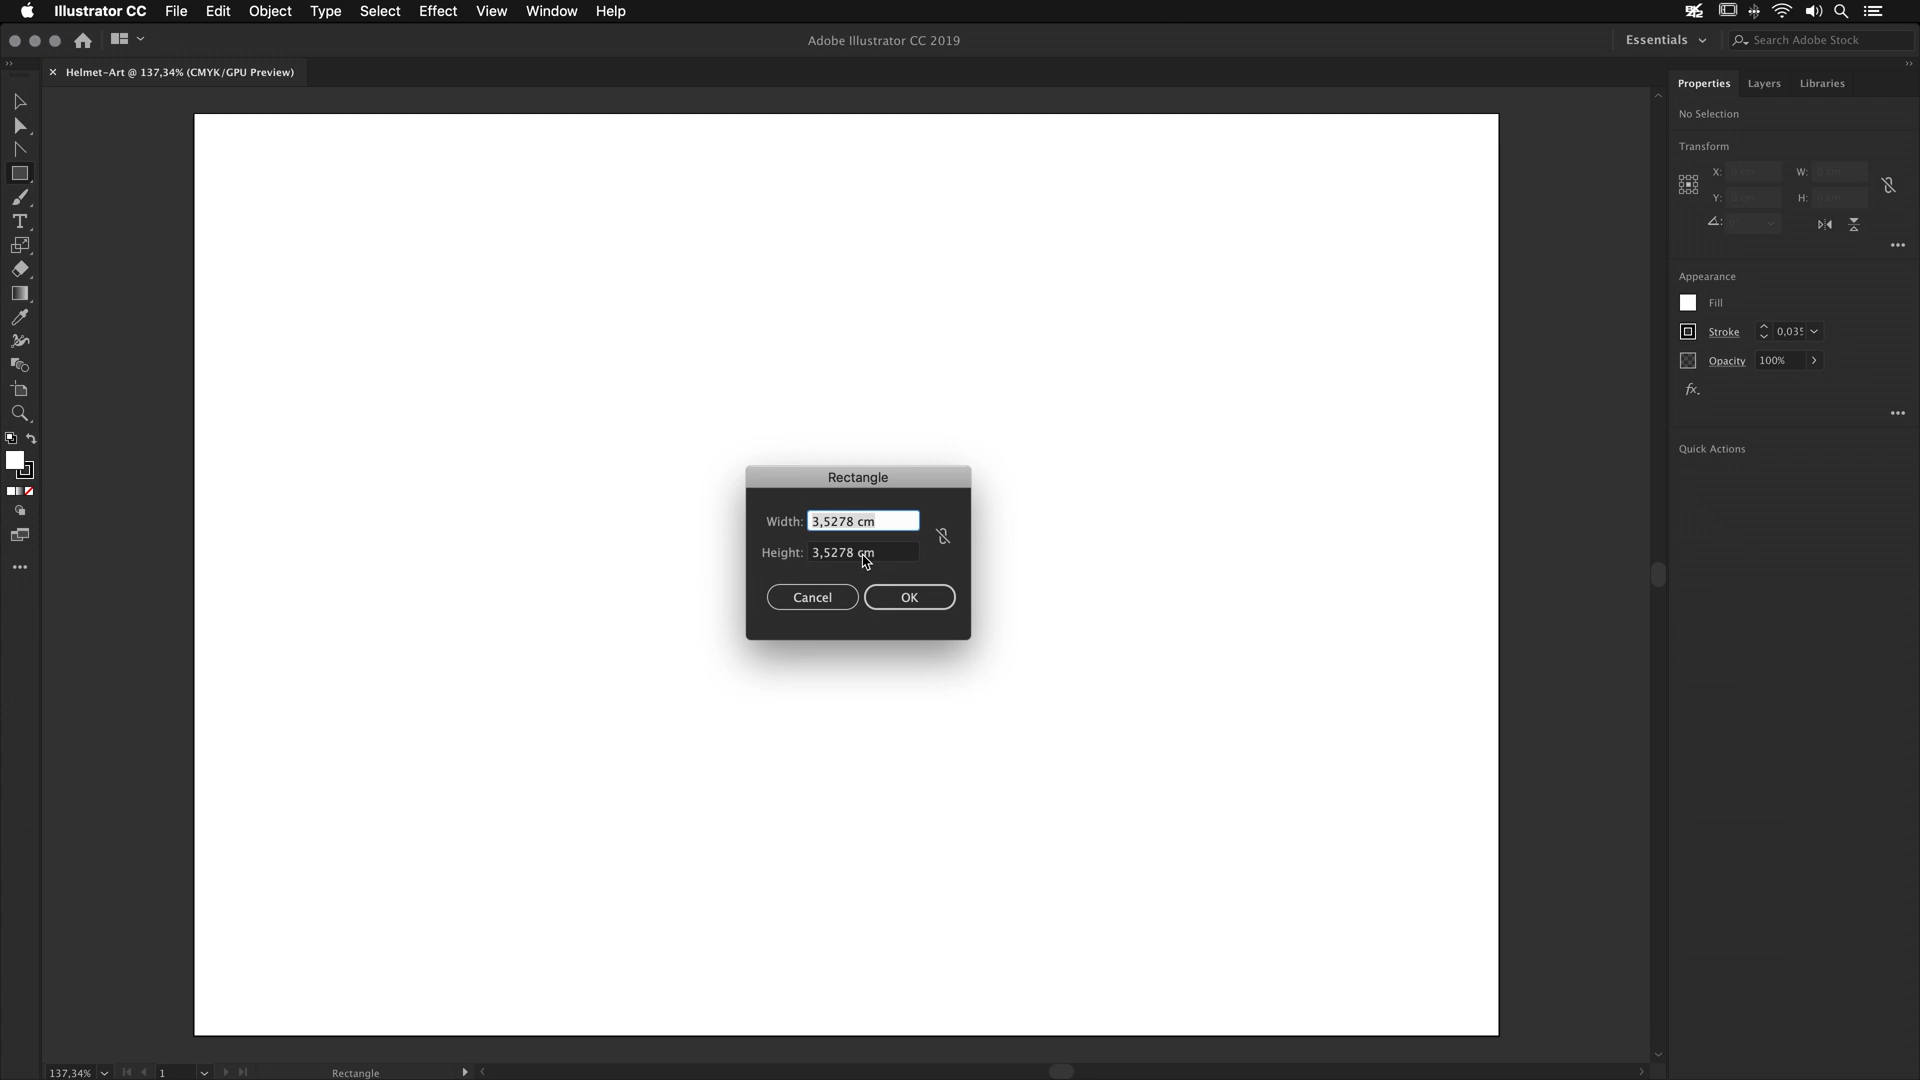 Illustrator CC File Edit Object Type Select Effect View Window Help
Adobe Illustrator CC 2019
Essentials
Search Adobe Stock
× Helmet-Art @ 137,34% (CMYK/GPU Preview)
Properties Layers Libraries
No Selection
Transform
X: W:
Y: H:
Appearance
Fill
Stroke 0,035
Opacity 100%
fx.
Quick Actions
Rectangle
Width: 3,5278 cm
Height: 3,5278 cm
Cancel OK
137,34% 1 Rectangle